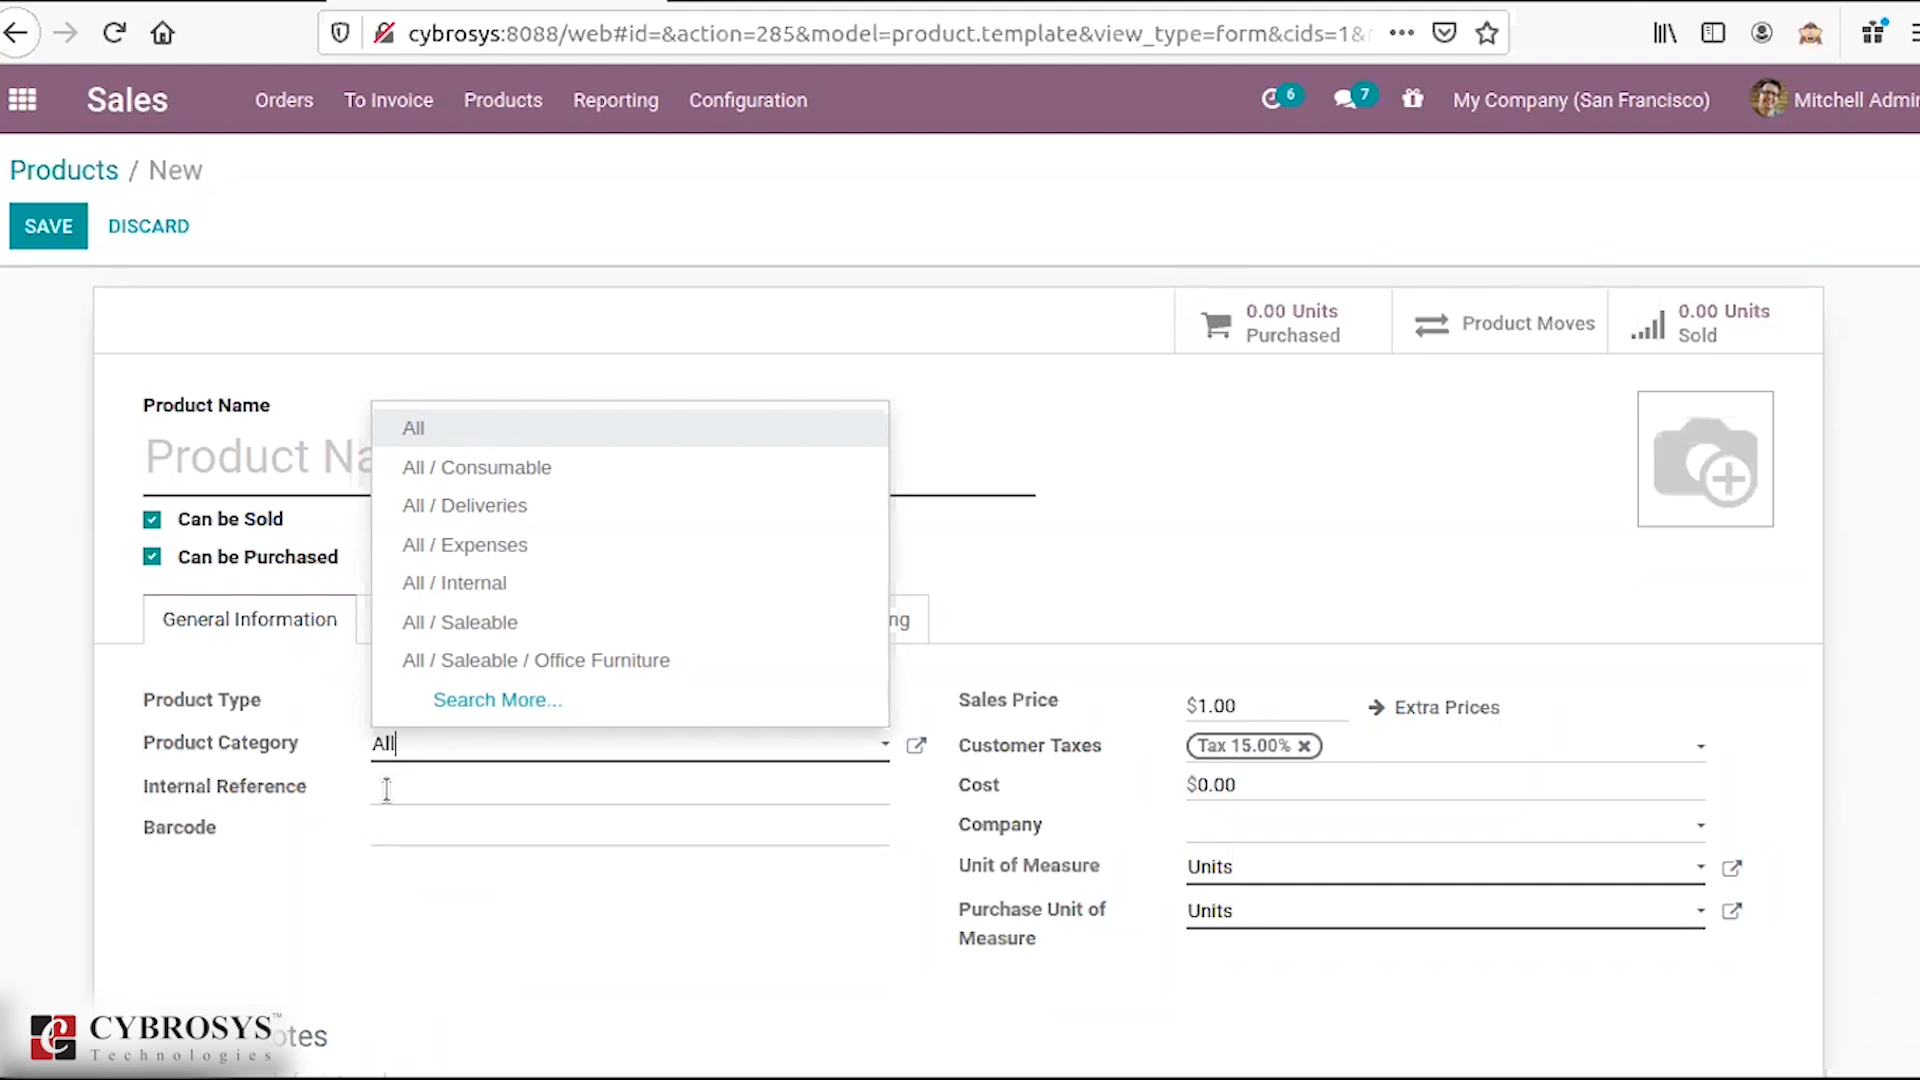 cybrosys:8088/web#id=&action=285&model=product.template&view_type=form&cids=1&
Sales
Orders
To Invoice
Products
Reporting
Configuration
6
7
My Company (San Francisco)
Mitchell Admin
Products / New
SAVE
DISCARD
0.00 Units
Purchased
Product Moves
0.00 Units
Sold
Product Name
Product Na
All
All / Consumable
All / Deliveries
All / Expenses
All / Internal
All / Saleable
All / Saleable / Office Furniture
Search More...
Can be Sold
Can be Purchased
General Information
ng
Product Type
Product Category
All
Internal Reference
Barcode
Sales Price
$1.00
Extra Prices
Customer Taxes
Tax 15.00%
Cost
$0.00
Company
Unit of Measure
Units
Purchase Unit of
Measure
Units
CYBROSYS™
Technologies
otes